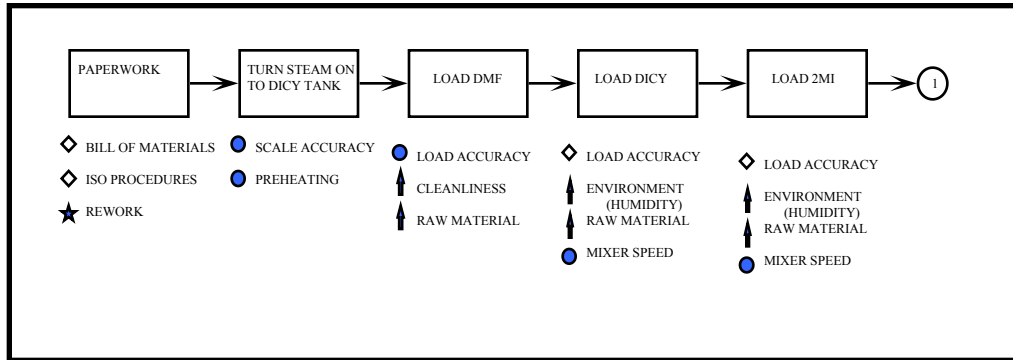 PAPERWORK
TURN STEAM ON
TO DICY TANK
LOAD DMF
LOAD DICY
LOAD 2MI
1
BILL OF MATERIALS
ISO PROCEDURES
REWORK
SCALE ACCURACY
PREHEATING
LOAD ACCURACY
CLEANLINESS
RAW MATERIAL
LOAD ACCURACY
ENVIRONMENT
(HUMIDITY)
RAW MATERIAL
MIXER SPEED
LOAD ACCURACY
ENVIRONMENT
(HUMIDITY)
RAW MATERIAL
MIXER SPEED